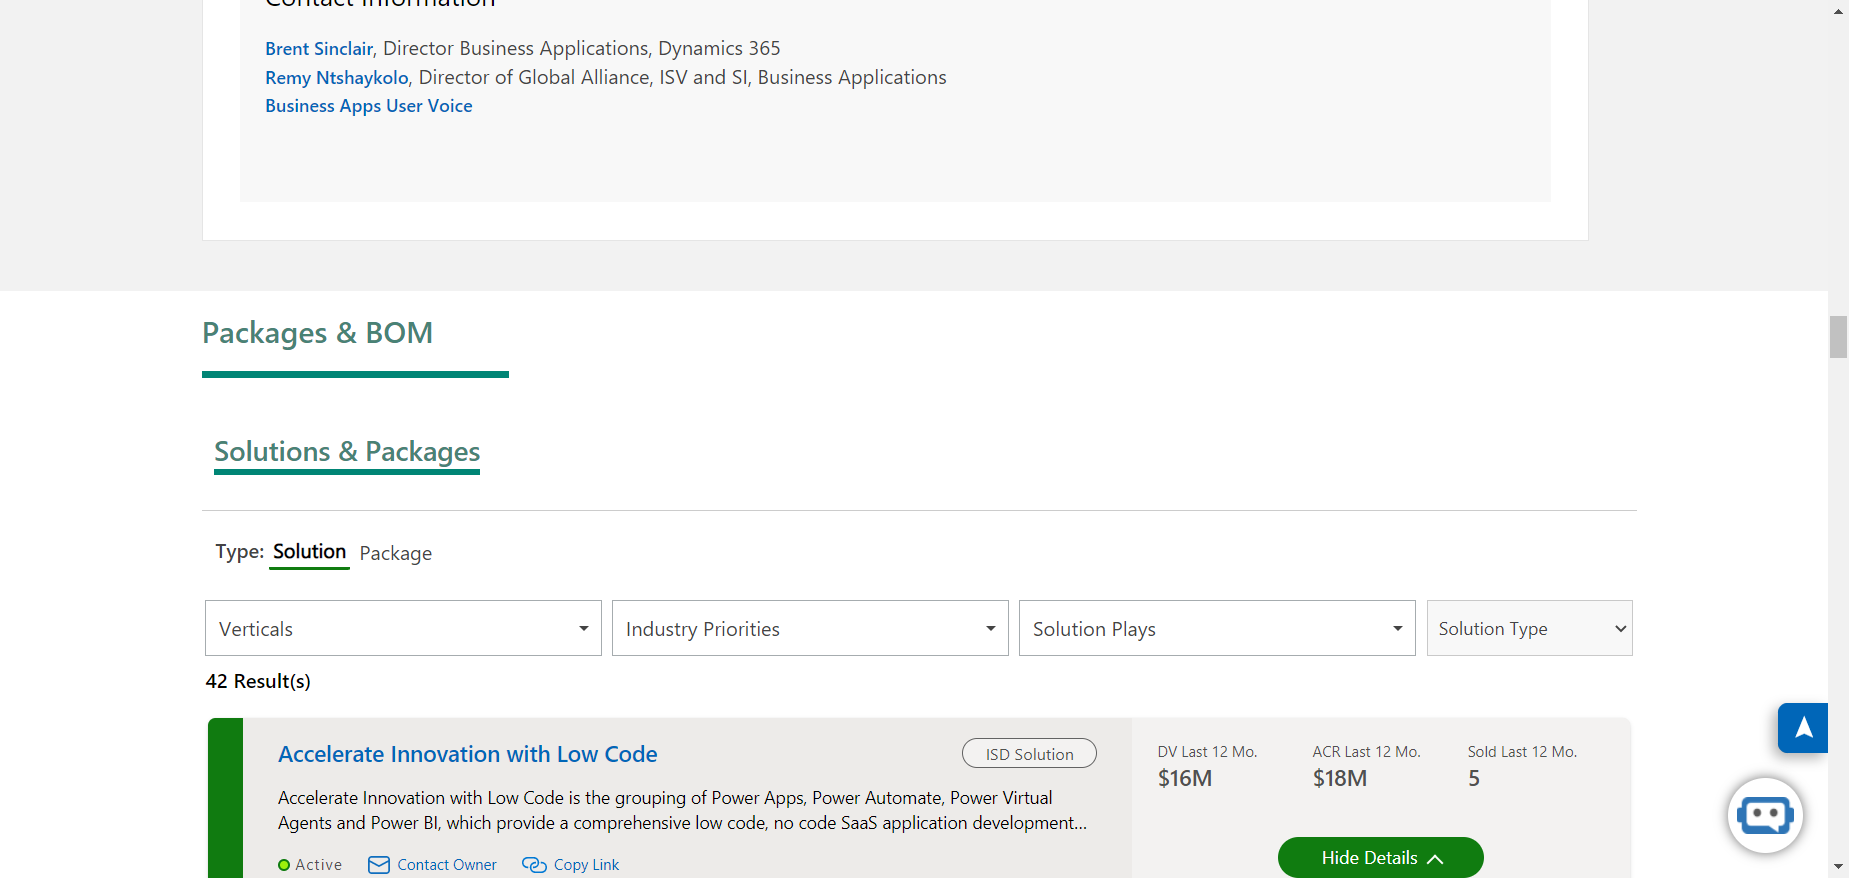 Contact Information
Brent Sinclair, Director Business Applications, Dynamics 365
Remy Ntshaykolo, Director of Global Alliance, ISV and SI, Business Applications
Business Apps User Voice
Packages & BOM
Solutions & Packages
Type: Solution Package
Verticals Industry Priorities Solution Plays Solution Type
42 Result(s)
Accelerate Innovation with Low Code ISD Solution DV Last 12 Mo. ACR Last 12 Mo. Sold Last 12 Mo.
$16M $18M 5
Accelerate Innovation with Low Code is the grouping of Power Apps, Power Automate, Power Virtual
Agents and Power BI, which provide a comprehensive low code, no code SaaS application development...
Active Contact Owner Copy Link Hide Details